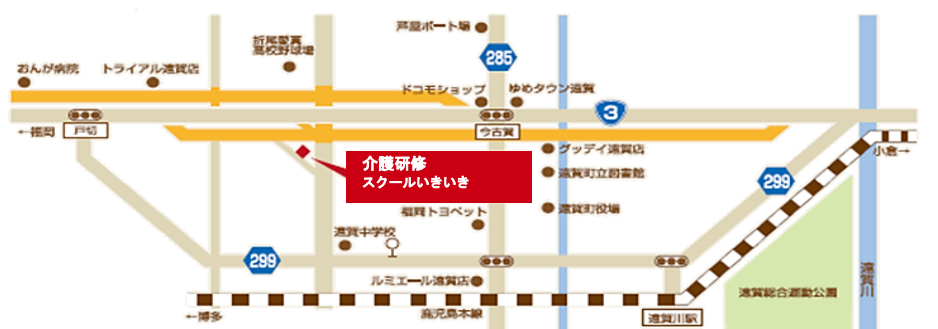 芦屋ボート場
折尾愛真
高校野球場
285
おんが病院
トライアル遠賀店
ドコモショップ
ゆめタウン遠賀
3
←福岡
戸切
今古賀
グッデイ遠賀店
小倉→
介護研修
スクールいきいき
遠賀町立図書館
299
福岡トヨペット
遠賀町役場
遠賀中学校
299
ルミエール遠賀店
遠賀川
遠賀総合運動公園
←博多
鹿児島本線
遠賀川駅